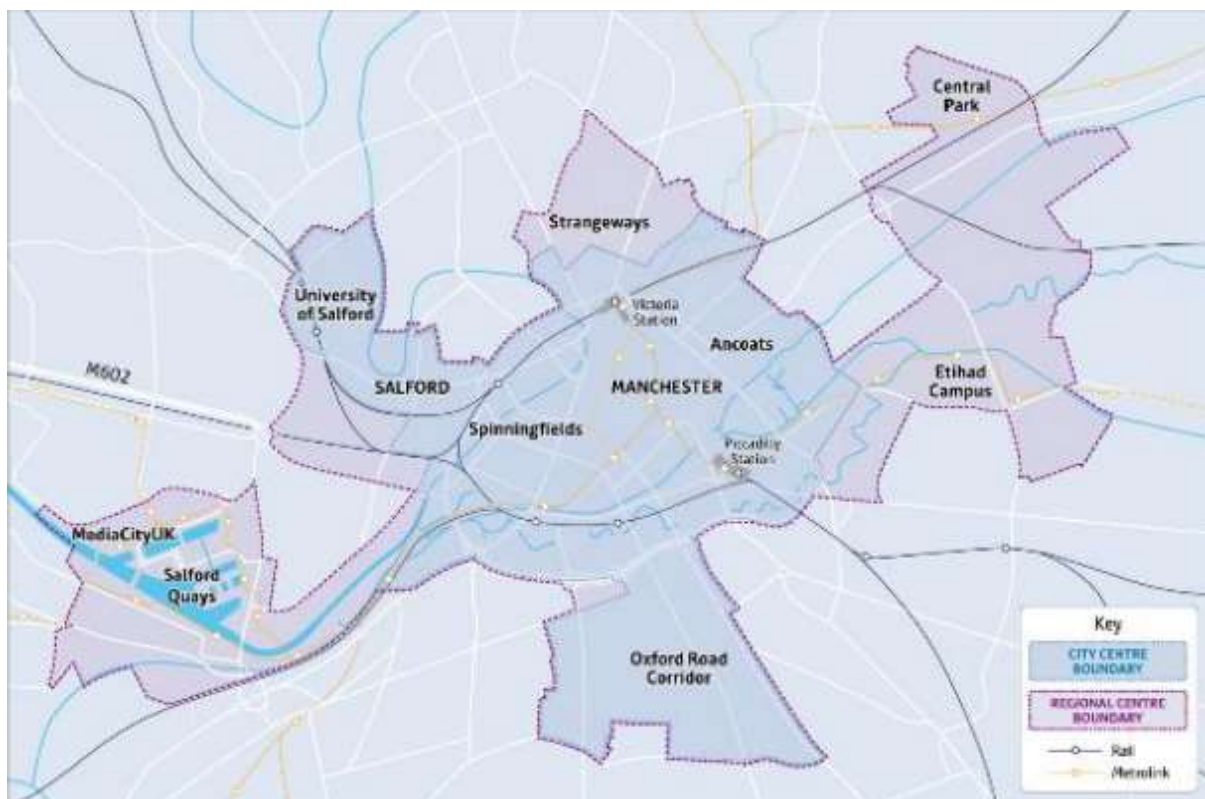 Central
Park
Strangeways
University
of Salford
Victoria
Station
Ancoats
M602
SALFORD
MANCHESTER
Etihad
Campus
Spinningfields
Piccadilly
Station
MediaCityUK
Salford
Quays
Oxford Road
Corridor
Key
CITY CENTRE
BOUNDARY
REGIONAL CENTRE
BOUNDARY
Rail
Metrolink